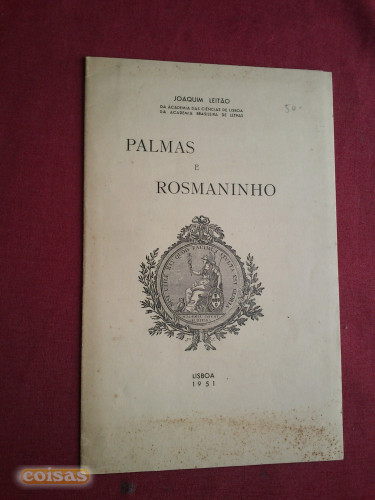 JOAQUIM LEITÃO
DA ACADEMIA DAS CIÊNCIAS DE LISBOA
DA ACADEMIA BRASILEIRA DE LETRAS
PALMAS
E
ROSMANINHO
LISBOA
1951
coisas